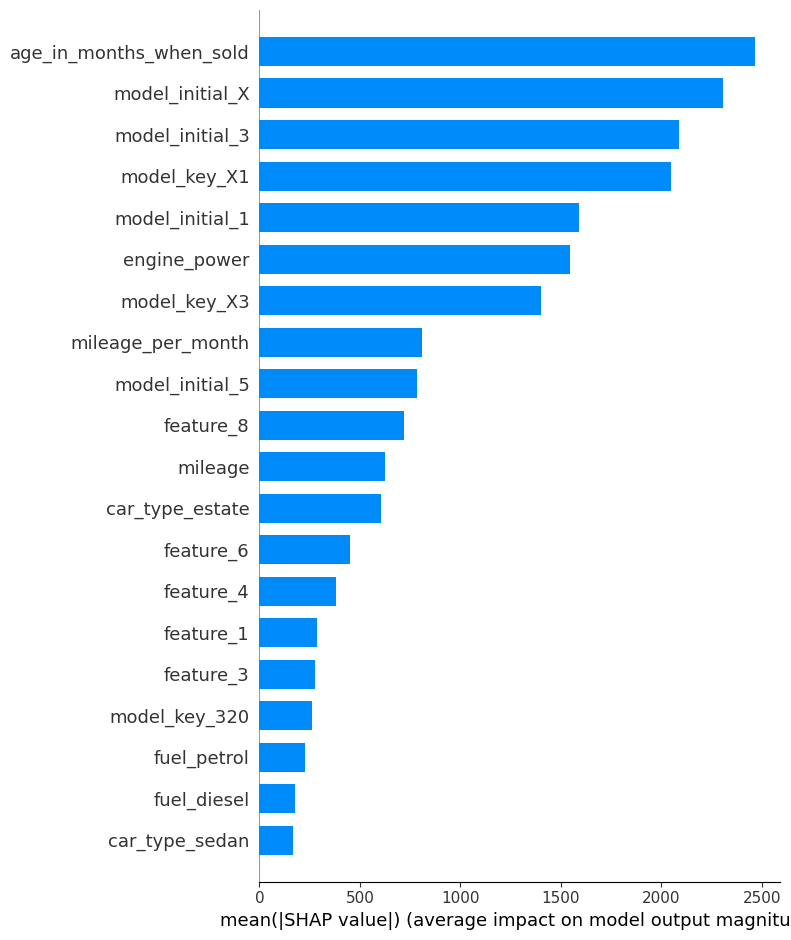 age_in_months_when_sold
model_initial_X
model_initial_3
model_key_X1
model_initial_1
engine_power
model_key_X3
mileage_per_month
model_initial_5
feature_8
mileage
car_type_estate
feature_6
feature_4
feature_1
feature_3
model_key_320
fuel_petrol
fuel_diesel
car_type_sedan
0 500 1000 1500 2000 2500
mean(|SHAP value|) (average impact on model output magnitu